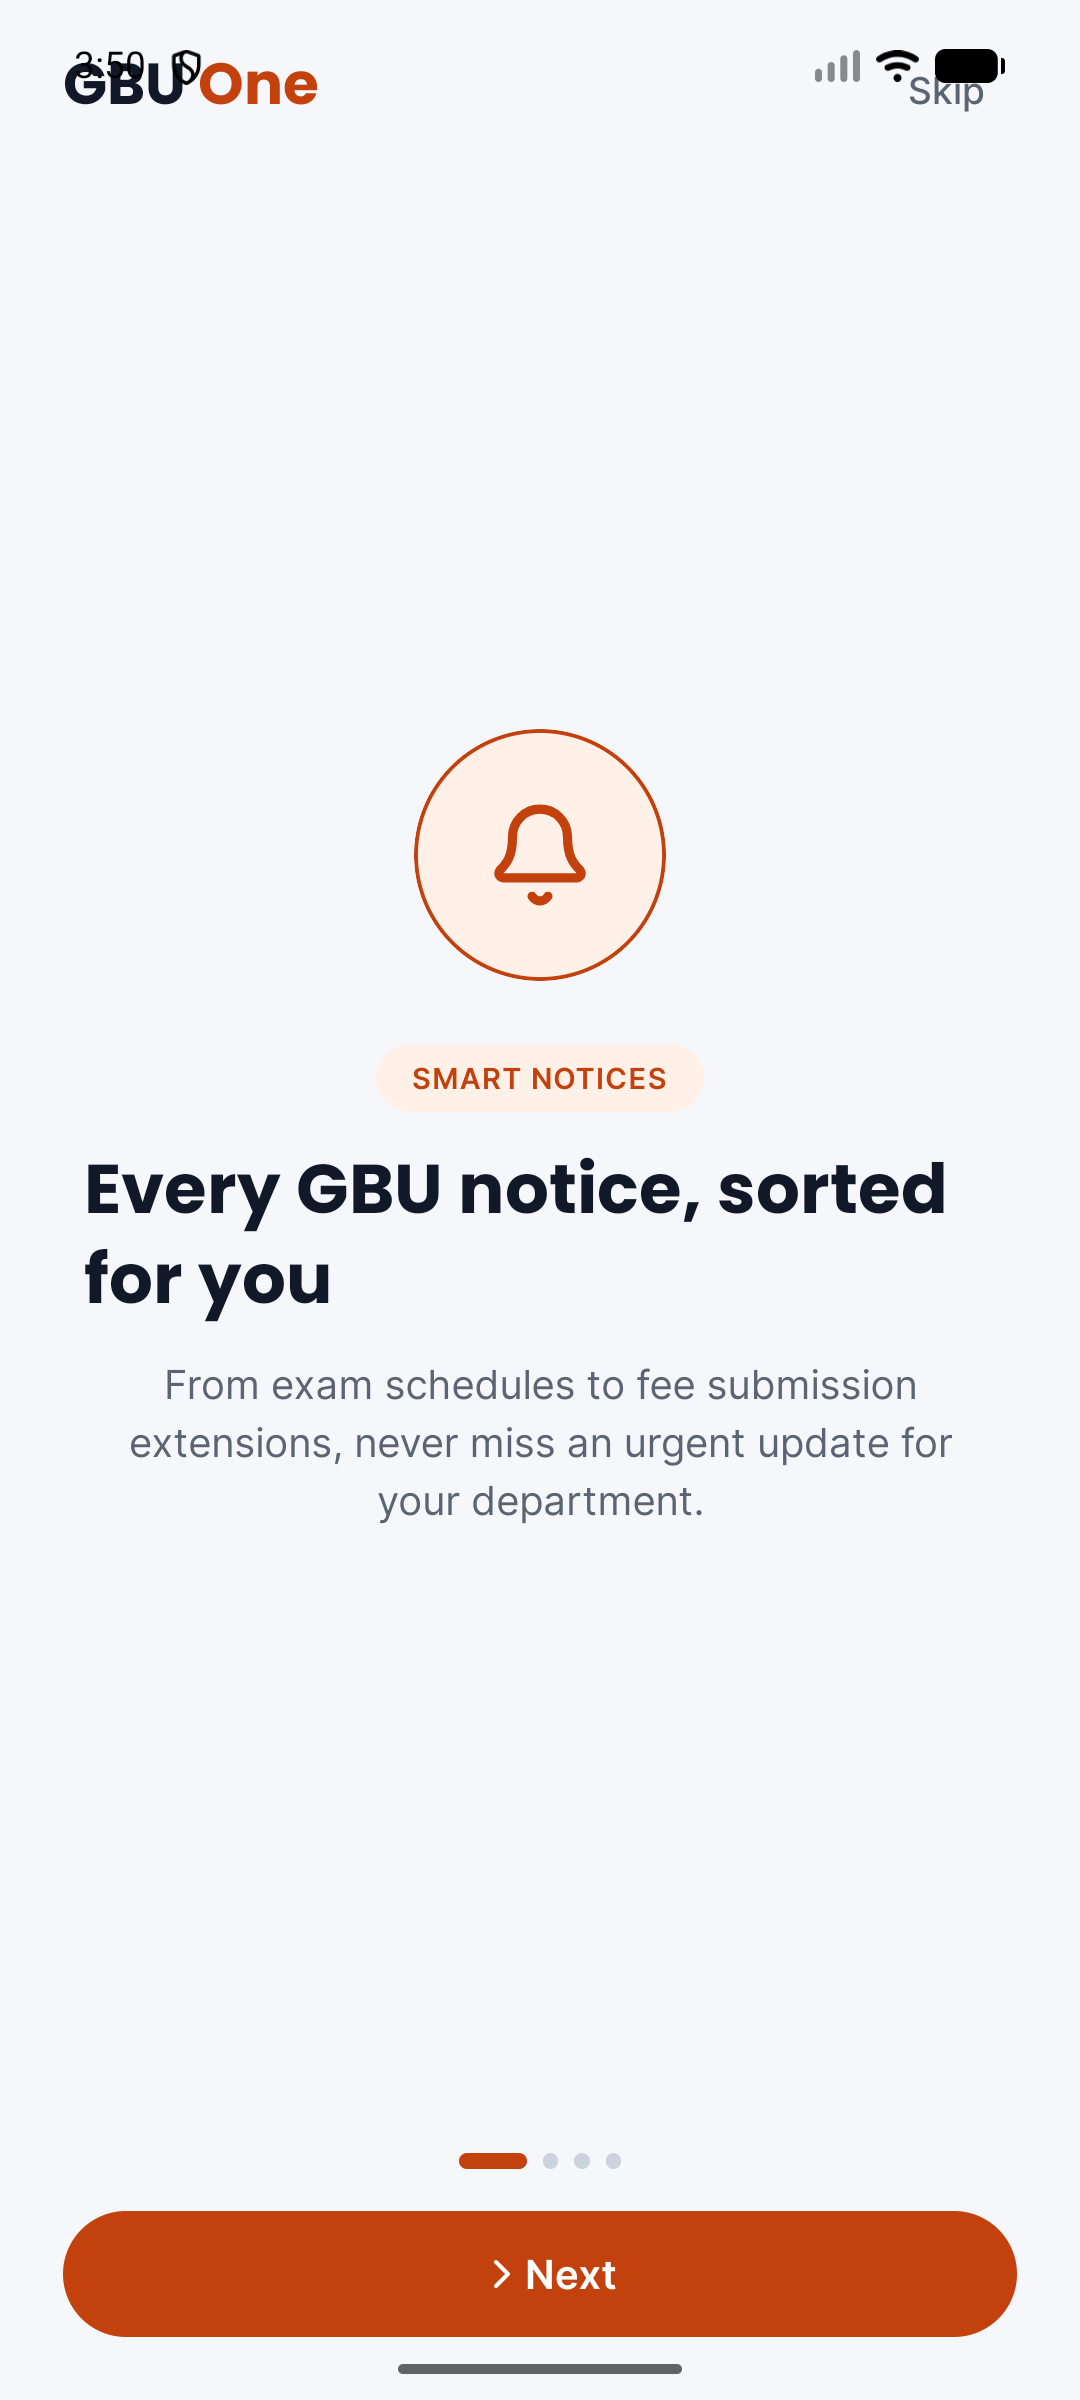 3:50
GBU One
Skip
SMART NOTICES
Every GBU notice, sorted
for you
From exam schedules to fee submission
extensions, never miss an urgent update for
your department.
Next